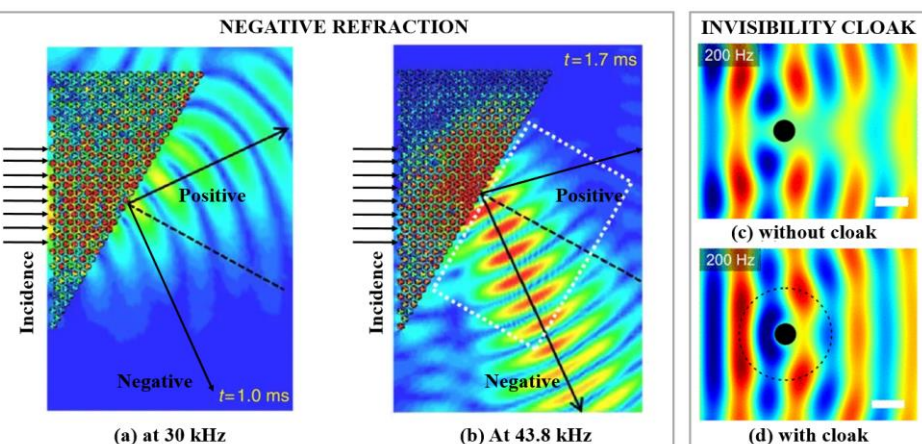 NEGATIVE REFRACTION
t=1.7 ms
Incidence
Positive
Negative
t=1.0 ms
(a) at 30 kHz
Incidence
Positive
Negative
(b) At 43.8 kHz
INVISIBILITY CLOAK
200 Hz
(c) without cloak
200 Hz
(d) with cloak